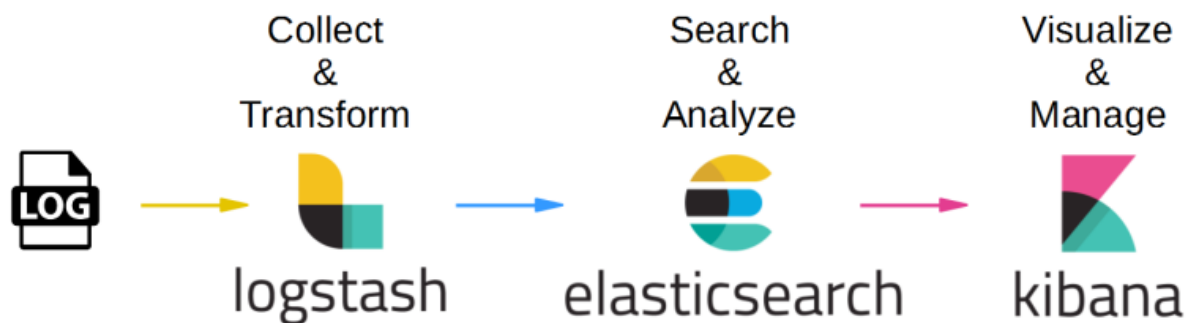 Collect
&
Transform
Search
&
Analyze
Visualize
&
Manage
LOG
logstash
elasticsearch
kibana